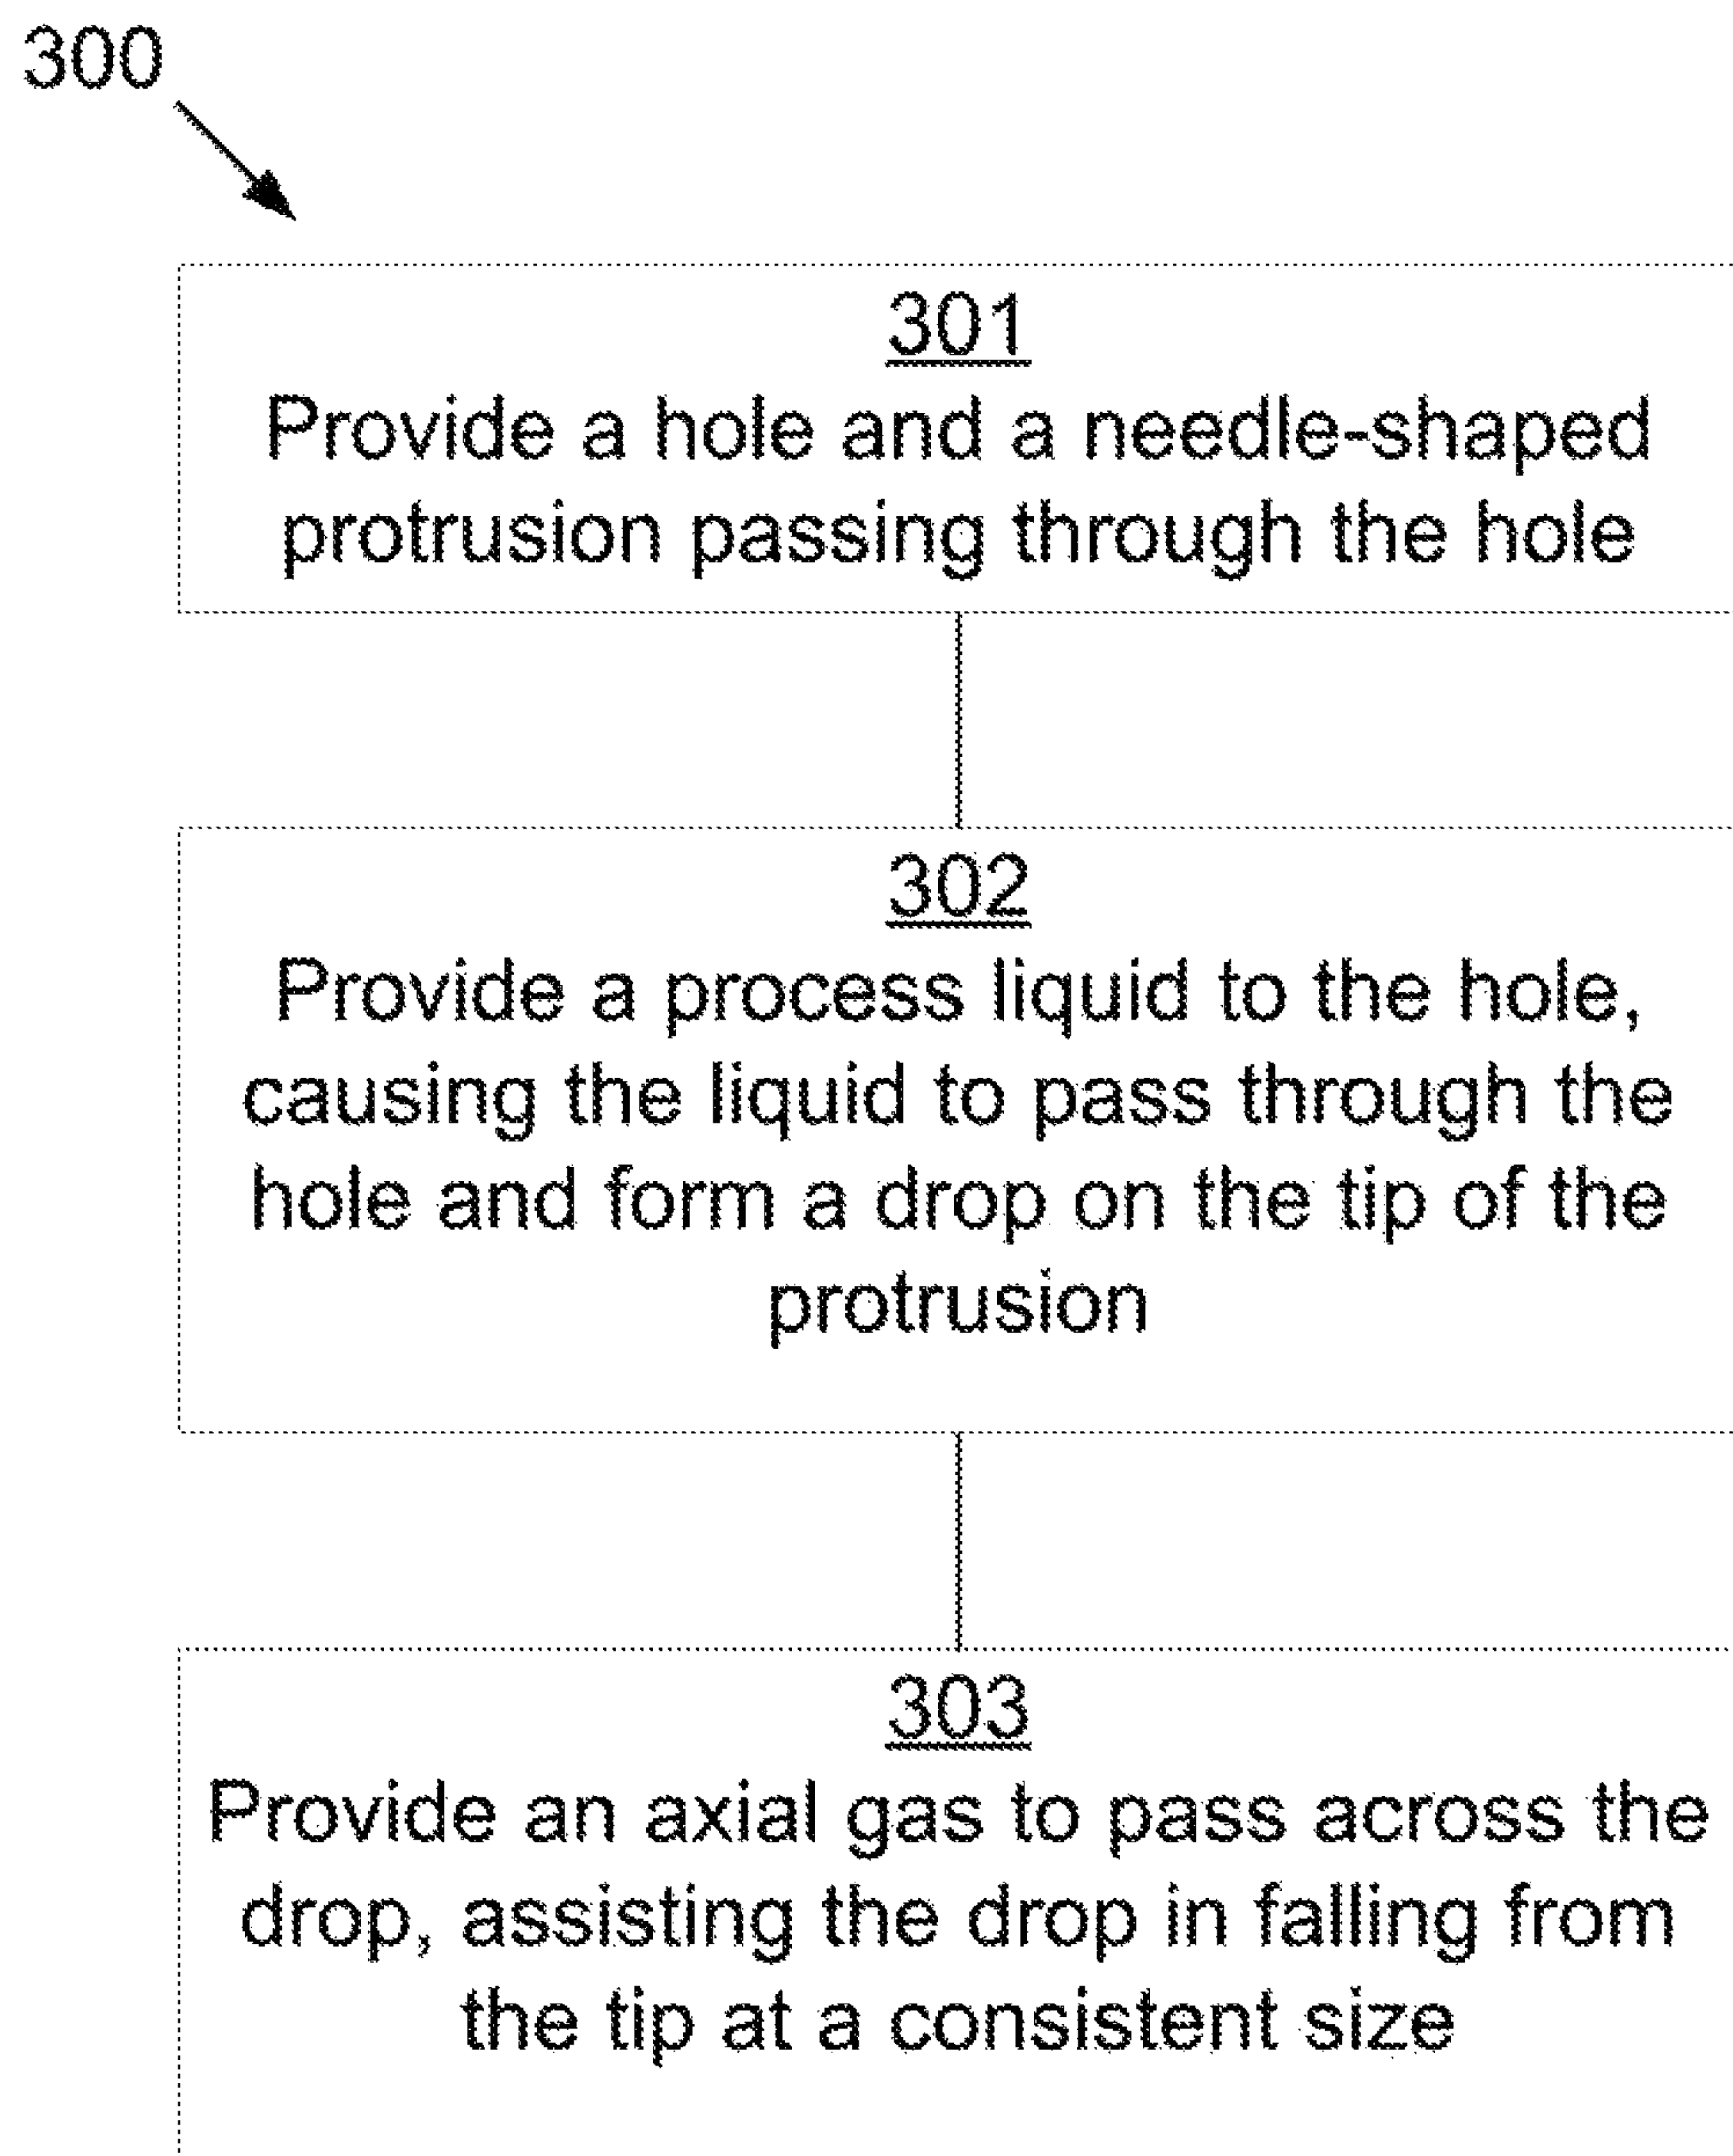 300
301
Provide a hole and a needle-shaped
protrusion passing through the hole
302
Provide a process liquid to the hole,
causing the liquid to pass through the
hole and form a drop on the tip of the
protrusion
303
Provide an axial gas to pass across the
drop, assisting the drop in falling from
the tip at a consistent size